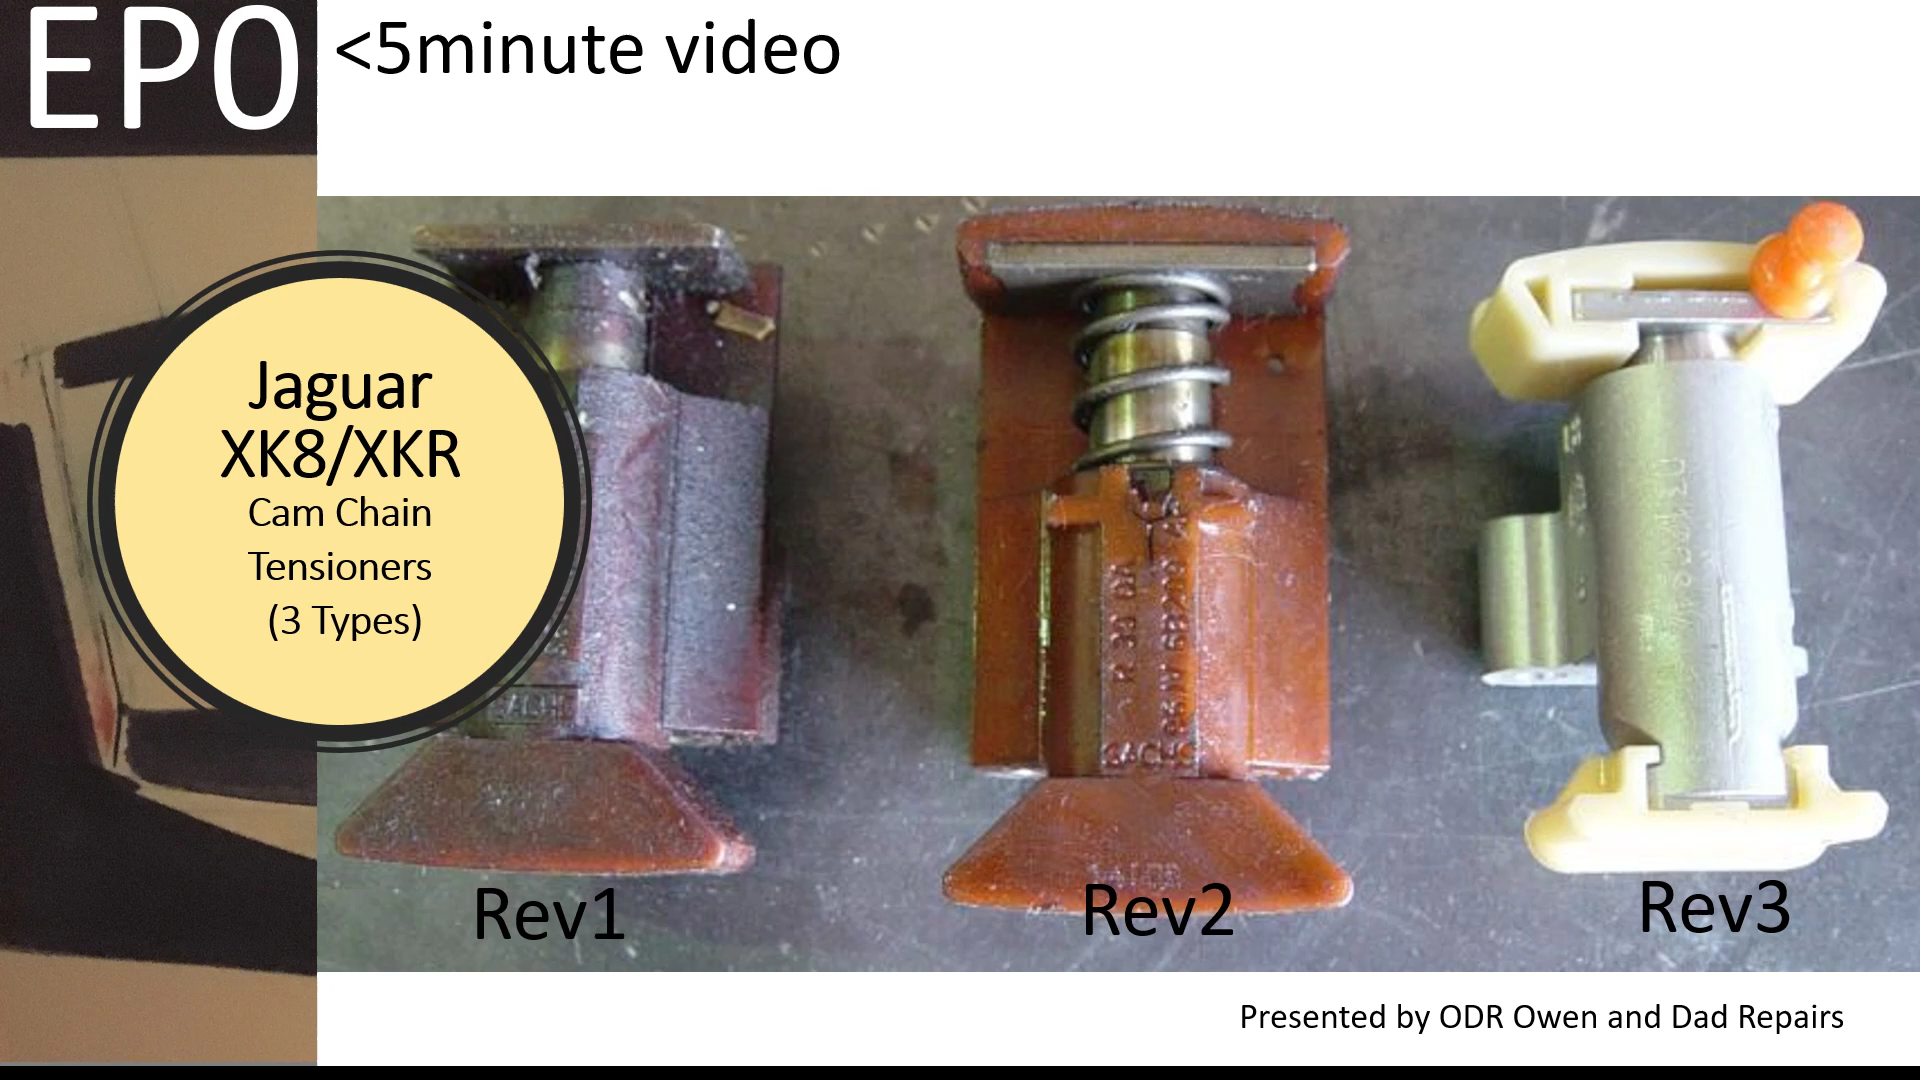 EP0
<5minute video
Jaguar
XK8/XKR
Cam Chain
Tensioners
(3 Types)
Rev1
Rev2
Rev3
Presented by ODR Owen and Dad Repairs